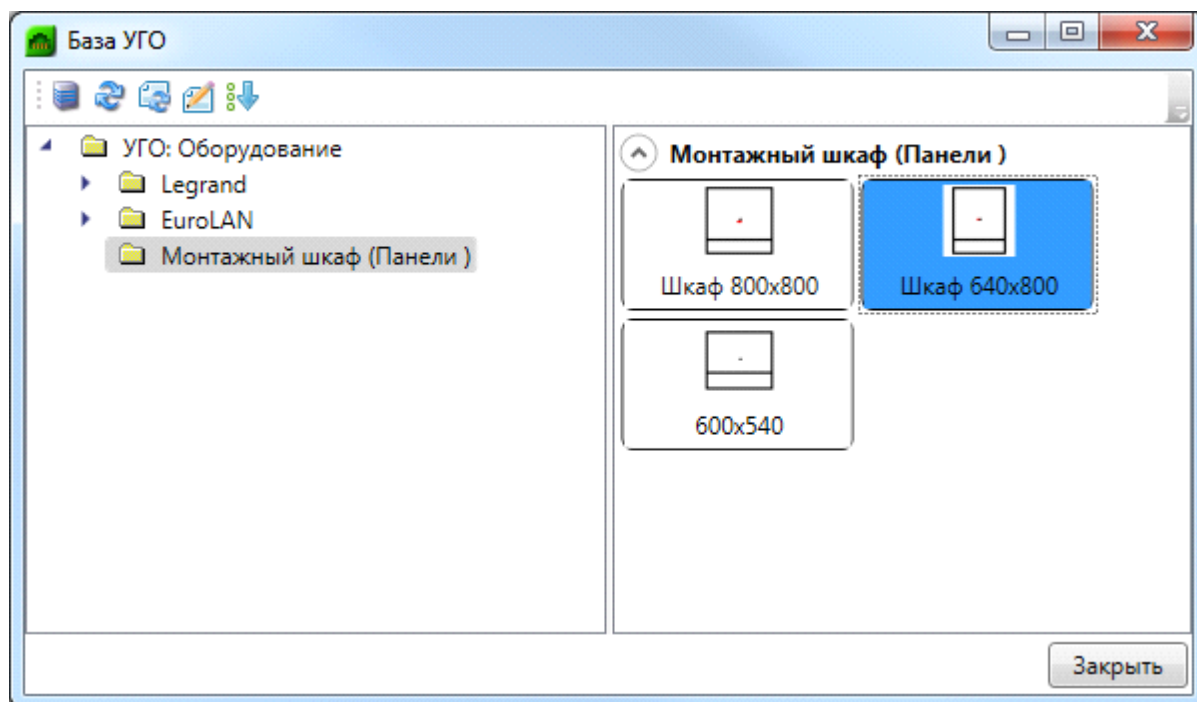 База УГО
УГО: Оборудование
Legrand
EuroLAN
Монтажный шкаф (Панели )
Монтажный шкаф (Панели )
Шкаф 800x800
Шкаф 640x800
600x540
Закрыть